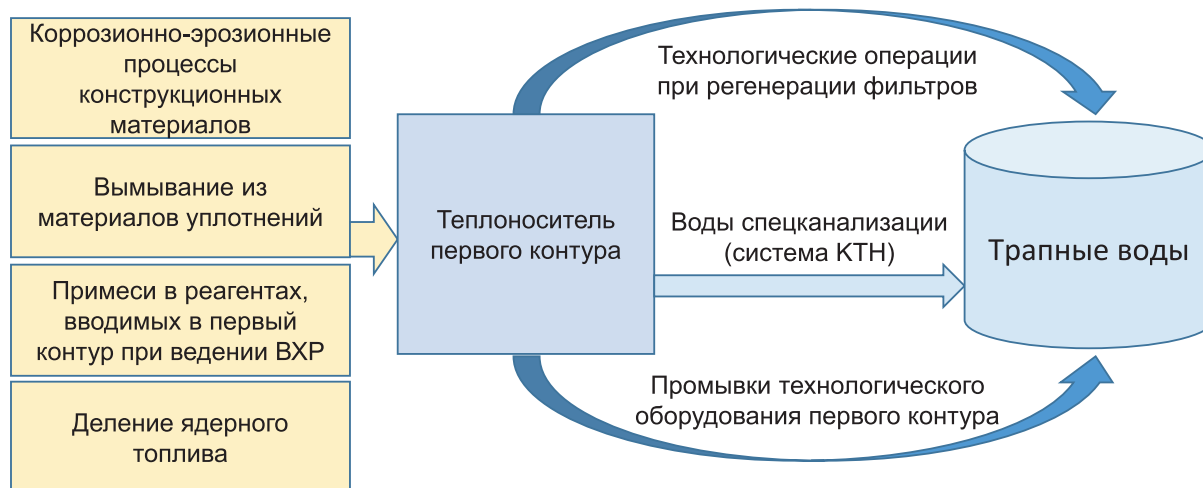 Коррозионно-эрозионные
процессы
конструкционных
материалов
Вымывание из
материалов уплотнений
Примеси в реагентах,
вводимых в первый
контур при ведении ВХР
Деление ядерного
топлива
Теплоноситель
первого контура
Технологические операции
при регенерации фильтров
Воды спецканализации
(система KTH)
Промывки технологического
оборудования первого контура
Трапные воды